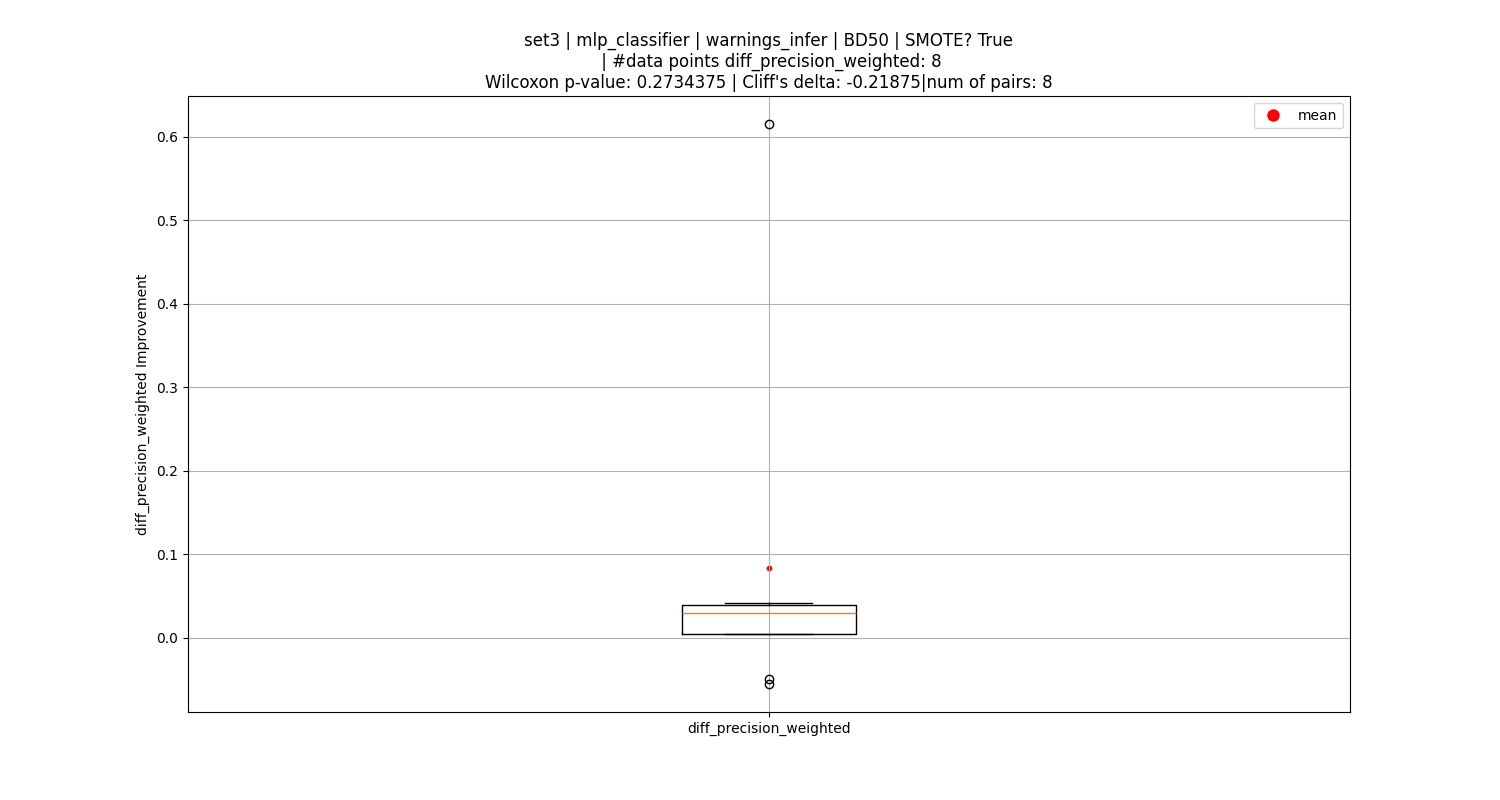 set3 | mlp_classifier | warnings_infer | BD50 | SMOTE? True
| #data points diff_precision_weighted: 8
Wilcoxon p-value: 0.2734375 | Cliff's delta: -0.21875|num of pairs: 8
mean
0.6
0.5
0.4
0.3
0.2
0.1
0.0
diff_precision_weighted Improvement
diff_precision_weighted